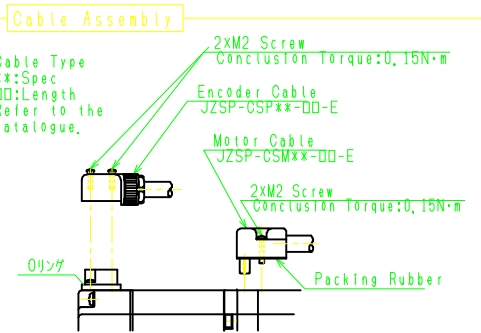 Cable Assembly
2×M2 Screw
Conclusion Torque:0.15N·m
Cable Type
**:Spec
□□:Length
Refer to the
Catalogue.
Encoder Cable
JZSP-CSP**-□□-E
Motor Cable
JZSP-CSM**-□□-E
2×M2 Screw
Conclusion Torque:0.15N·m
Oリング
Packing Rubber